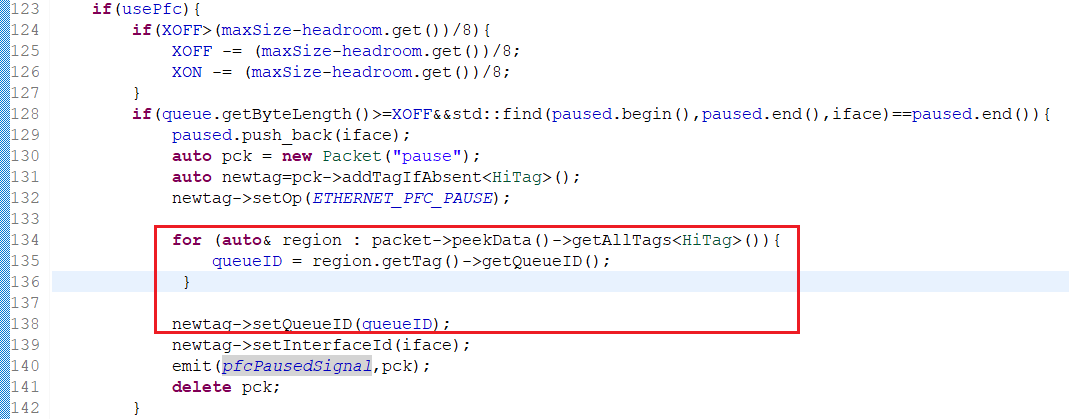 123 if(usePfc){
124 if(XOFF>(maxSize-headroom.get())/8){
125 XOFF -= (maxSize-headroom.get())/8;
126 XON -= (maxSize-headroom.get())/8;
127 }
128 if(queue.getByteLength()>=XOFF&&std::find(paused.begin(),paused.end(),iface)==paused.end()){
129 paused.push_back(iface);
130 auto pck = new Packet("pause");
131 auto newtag=pck->addTagIfAbsent<HiTag>();
132 newtag->setOp(ETHERNET_PFC_PAUSE);
133
134 for (auto& region : packet->peekData()->getAllTags<HiTag>()){
135 queueID = region.getTag()->getQueueID();
136 }
137
138 newtag->setQueueID(queueID);
139 newtag->setInterfaceId(iface);
140 emit(pfcPausedSignal,pck);
141 delete pck;
142 }